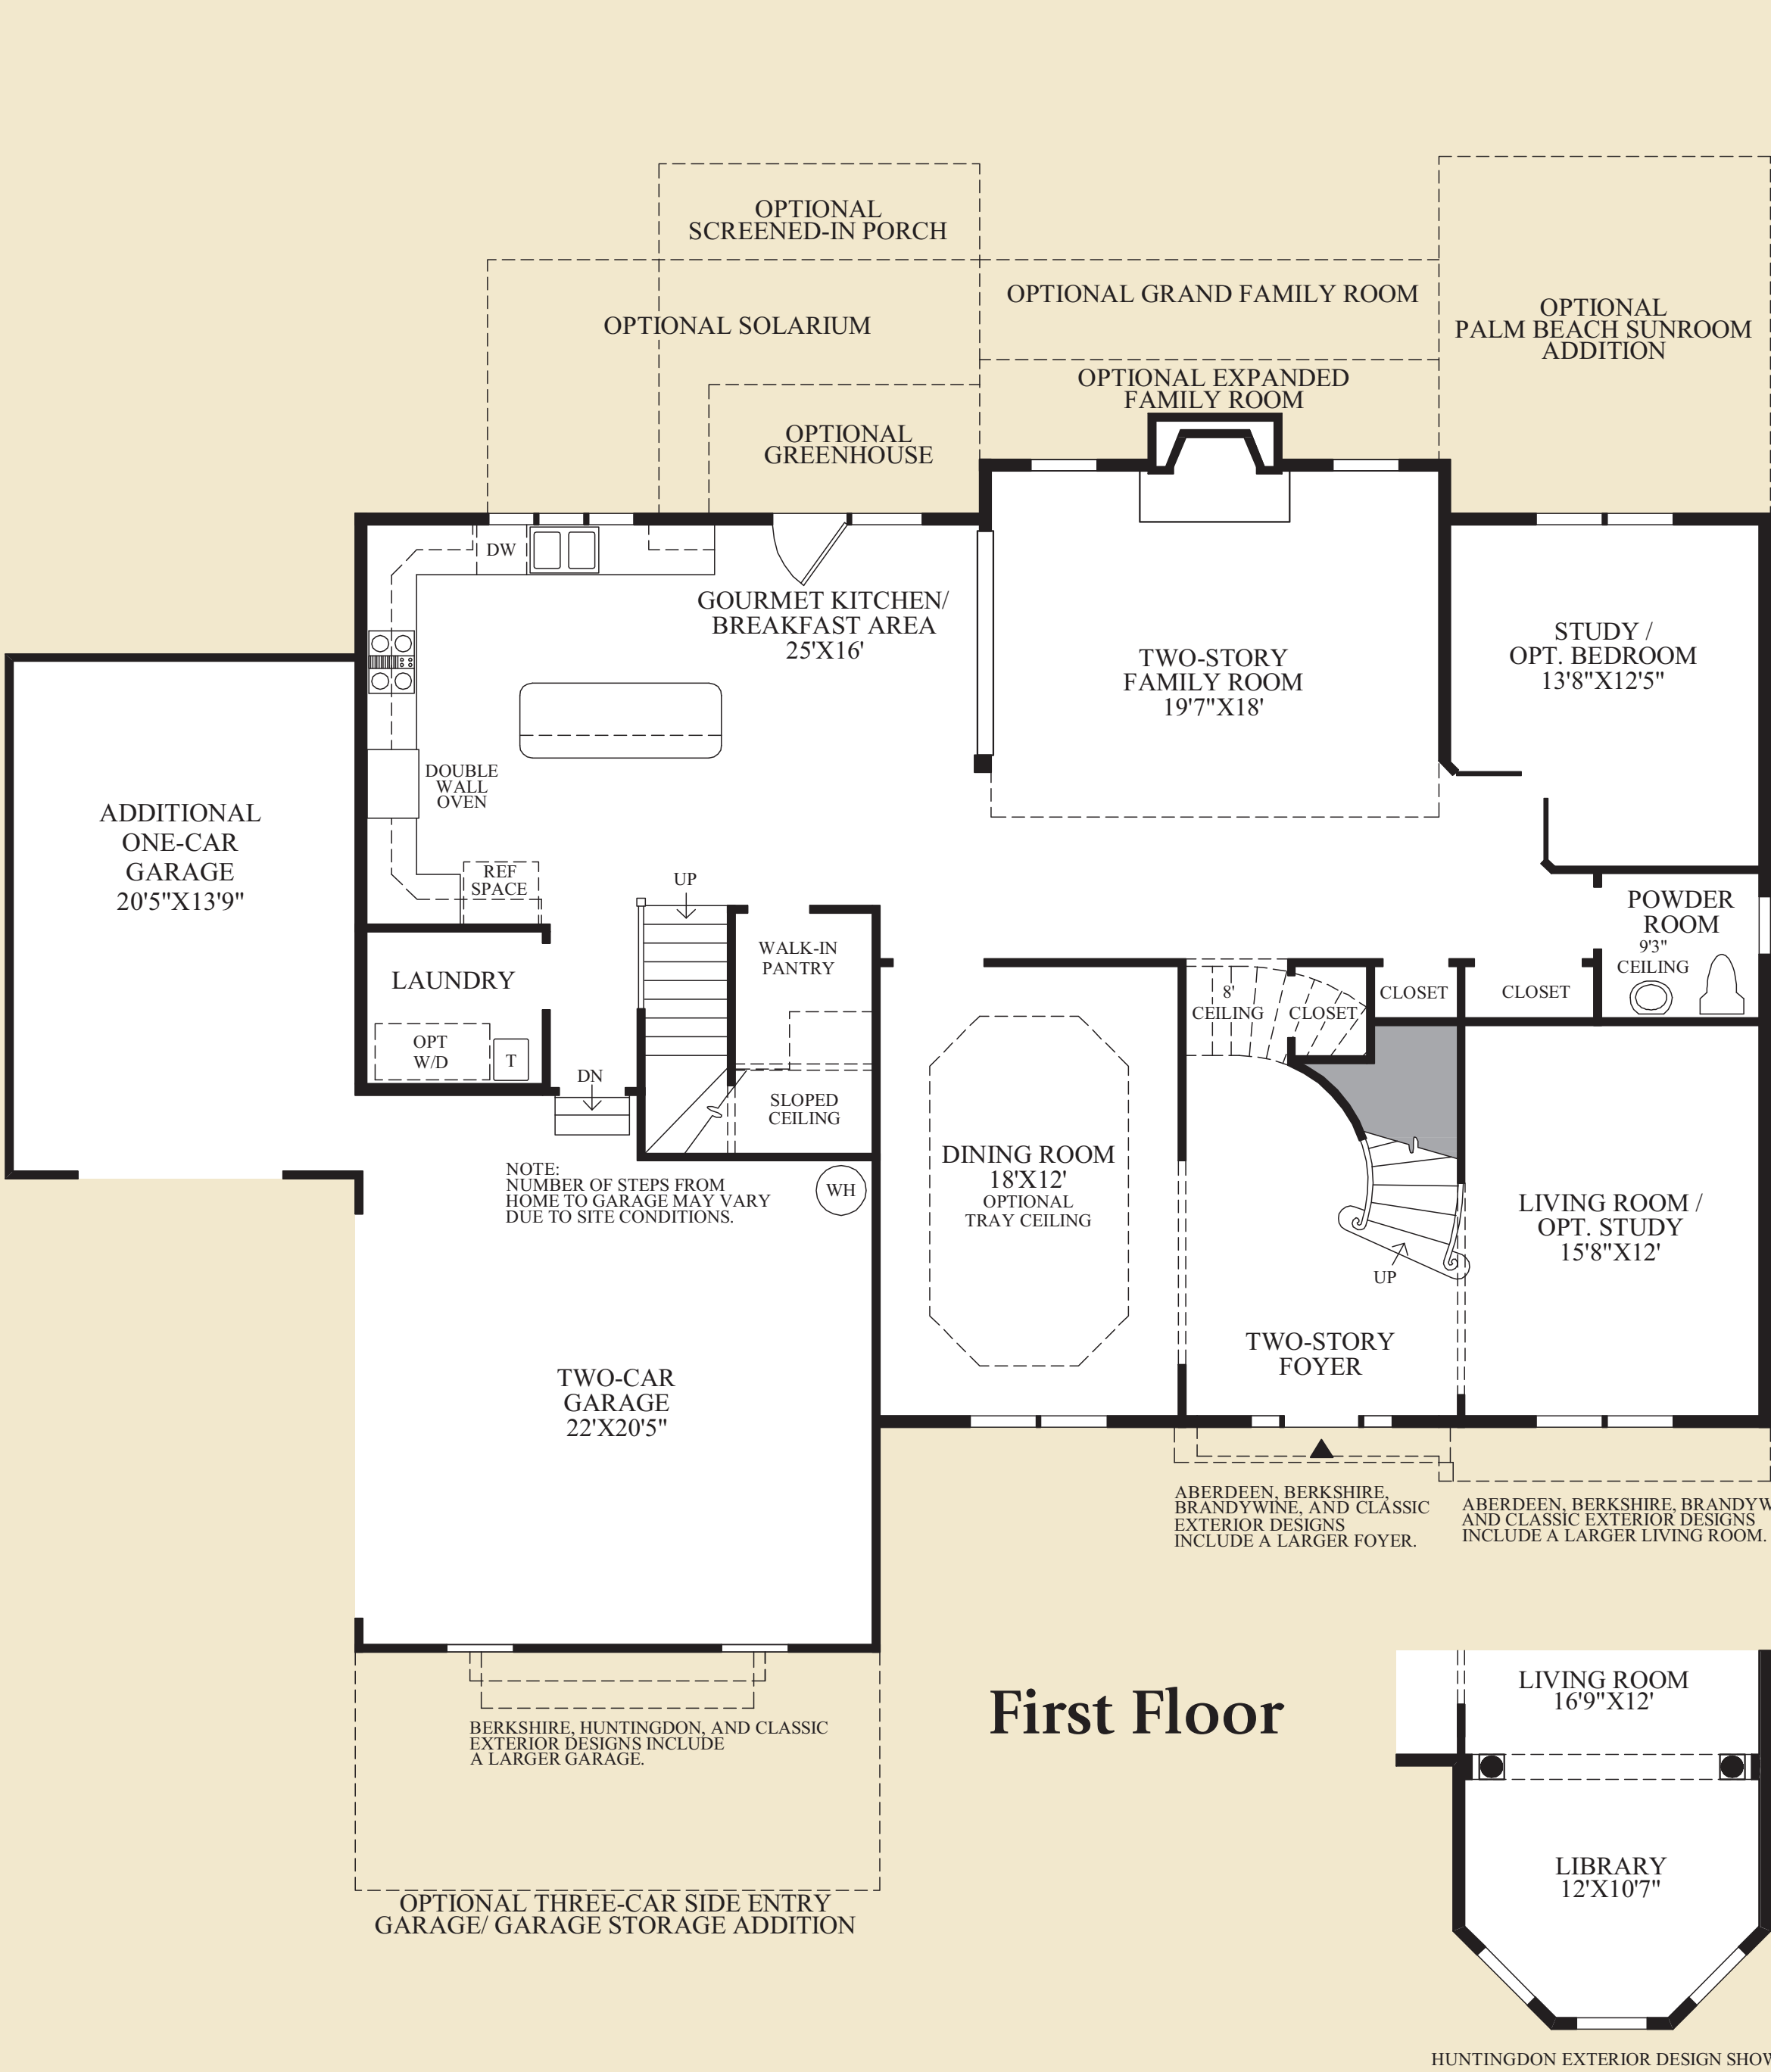 OPTIONAL
SCREENED-IN PORCH
OPTIONAL SOLARIUM
OPTIONAL GRAND FAMILY ROOM
OPTIONAL
PALM BEACH SUNROOM
ADDITION
OPTIONAL EXPANDED
FAMILY ROOM
OPTIONAL
GREENHOUSE
DW
GOURMET KITCHEN/
BREAKFAST AREA
25'X16'
TWO-STORY
FAMILY ROOM
19'7"X18'
STUDY /
OPT. BEDROOM
13'8"X12'5"
DOUBLE
WALL
OVEN
ADDITIONAL
ONE-CAR
GARAGE
20'5"X13'9"
REF
SPACE
UP
WALK-IN
PANTRY
POWDER
ROOM
9'3"
CEILING
LAUNDRY
8'
CEILING
CLOSET
CLOSET
CLOSET
OPT
W/D
T
DN
SLOPED
CEILING
NOTE:
NUMBER OF STEPS FROM
HOME TO GARAGE MAY VARY
DUE TO SITE CONDITIONS.
WH
DINING ROOM
18'X12'
OPTIONAL
TRAY CEILING
UP
LIVING ROOM /
OPT. STUDY
15'8"X12'
TWO-STORY
FOYER
TWO-CAR
GARAGE
22'X20'5"
ABERDEEN, BERKSHIRE,
BRANDYWINE, AND CLASSIC
EXTERIOR DESIGNS
INCLUDE A LARGER FOYER.
ABERDEEN, BERKSHIRE, BRANDYW
AND CLASSIC EXTERIOR DESIGNS
INCLUDE A LARGER LIVING ROOM.
BERKSHIRE, HUNTINGDON, AND CLASSIC
EXTERIOR DESIGNS INCLUDE
A LARGER GARAGE.
First Floor
LIVING ROOM
16'9"X12'
LIBRARY
12'X10'7"
OPTIONAL THREE-CAR SIDE ENTRY
GARAGE/ GARAGE STORAGE ADDITION
HUNTINGDON EXTERIOR DESIGN SHOW